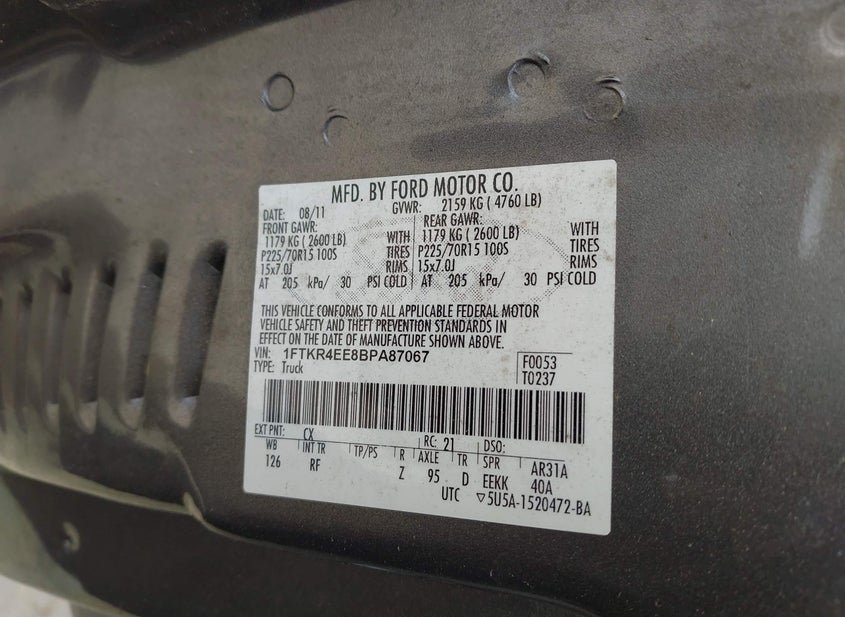 MFD. BY FORD MOTOR CO.
DATE: 08/11 GVWR: 2159 KG ( 4760 LB)
FRONT GAWR: REAR GAWR:
1179 KG ( 2600 LB) WITH 1179 KG ( 2600 LB) WITH
P225/70R15 100S TIRES P225/70R15 100S TIRES
15x7.0J RIMS 15x7.0J RIMS
AT 205 kPa/ 30 PSI COLD AT 205 kPa/ 30 PSI COLD
THIS VEHICLE CONFORMS TO ALL APPLICABLE FEDERAL MOTOR
VEHICLE SAFETY AND THEFT PREVENTION STANDARDS IN
EFFECT ON THE DATE OF MANUFACTURE SHOWN ABOVE.
VIN: 1FTKR4EE8BPA87067 F0053
TYPE: Truck T0237
EXT PNT: CX RC: 21 DSO:
WB INT TR TP/PS R AXLE TR SPR AR31A
126 RF Z 95 D EEKK 40A
UTC ▽5U5A-1520472-BA